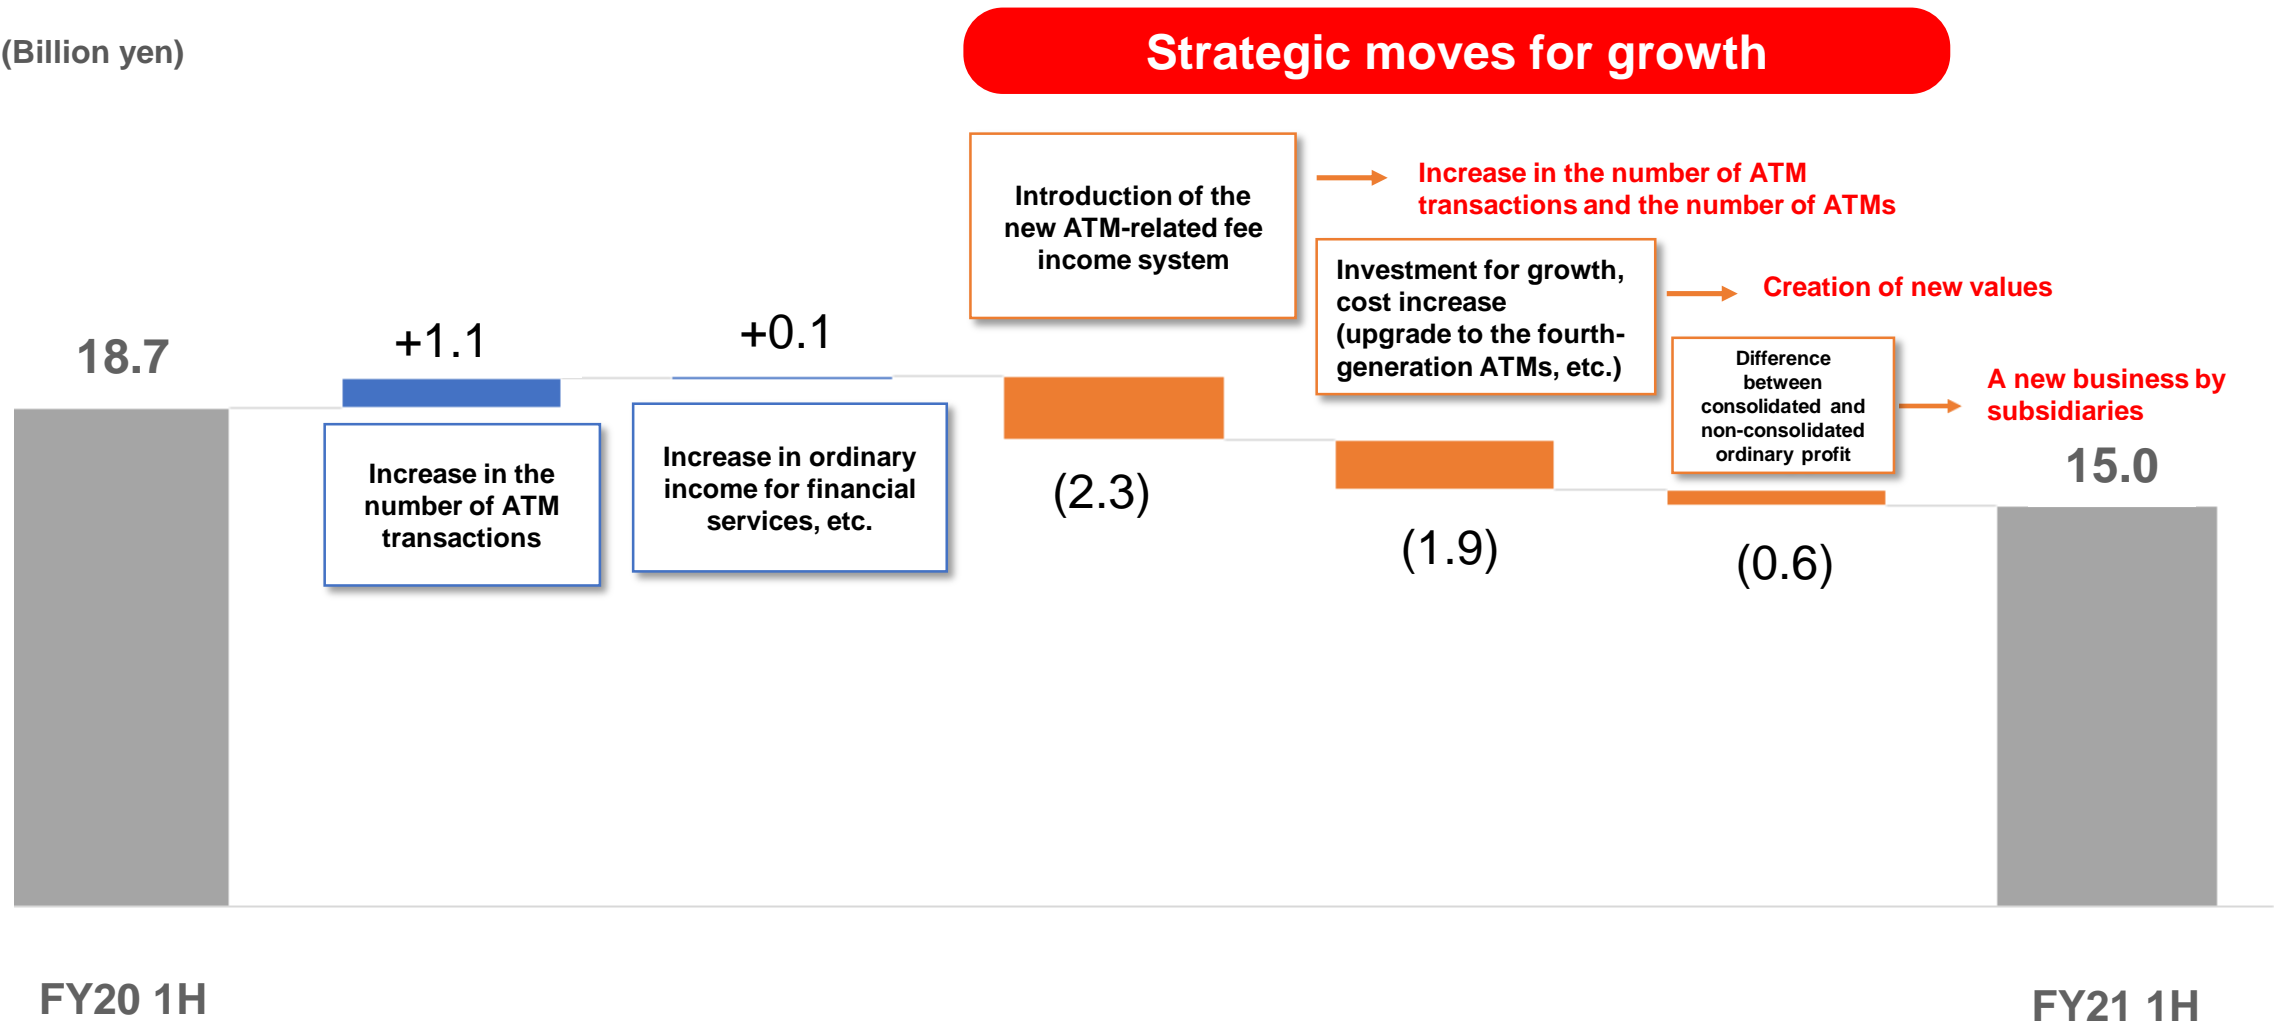 (Billion yen)
Strategic moves for growth
Introduction of the
new ATM-related fee
income system
Increase in the number of ATM
transactions and the number of ATMs
Investment for growth,
cost increase
(upgrade to the fourth-
generation ATMs, etc.)
Creation of new values
Difference
between
consolidated and
non-consolidated
ordinary profit
A new business by
subsidiaries
18.7
+1.1
+0.1
Increase in the
number of ATM
transactions
Increase in ordinary
income for financial
services, etc.
(2.3)
(1.9)
(0.6)
15.0
FY20 1H
FY21 1H